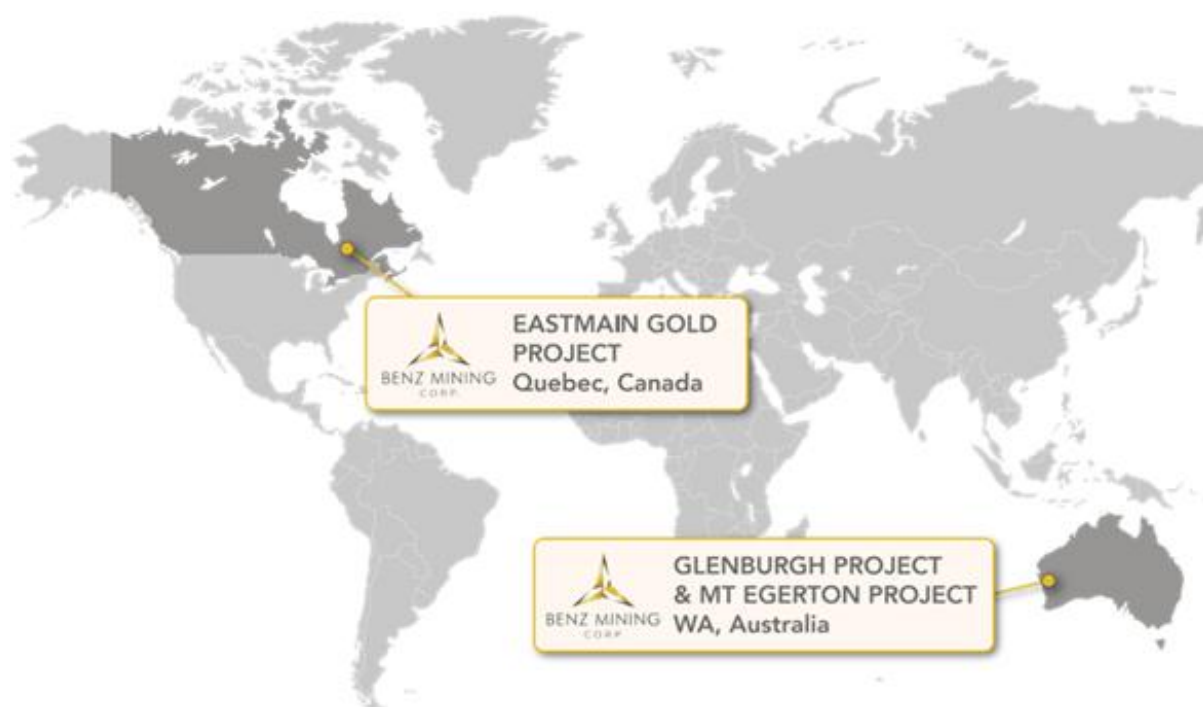 EASTMAIN GOLD
PROJECT
Quebec, Canada
BENZ MINING
CORP.
GLENBURGH PROJECT
& MT EGERTON PROJECT
WA, Australia
BENZ MINING
CORP